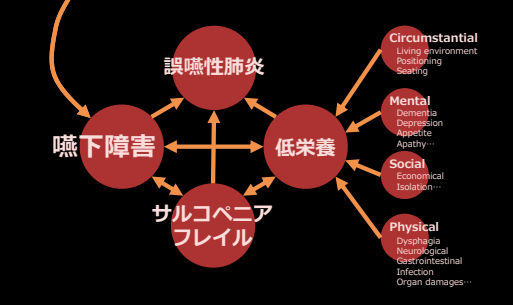 誤嚥性肺炎
嚥下障害
低栄養
サルコペニア
フレイル
Circumstantial
Living environment
Positioning
Seating
Mental
Dementia
Depression
Appetite
Apathy…
Social
Economical
Isolation…
Physical
Dysphagia
Neurological
Gastrointestinal
Infection
Organ damages…